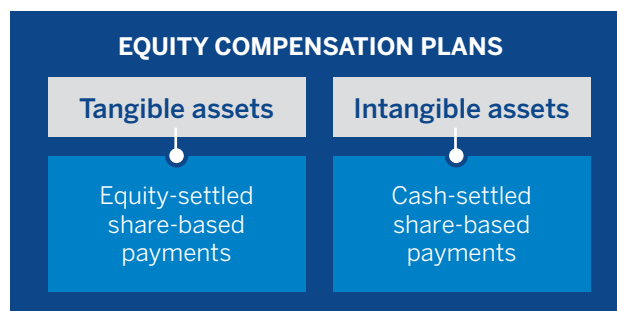 EQUITY COMPENSATION PLANS
Tangible assets
Intangible assets
Equity-settled
share-based
payments
Cash-settled
share-based
payments